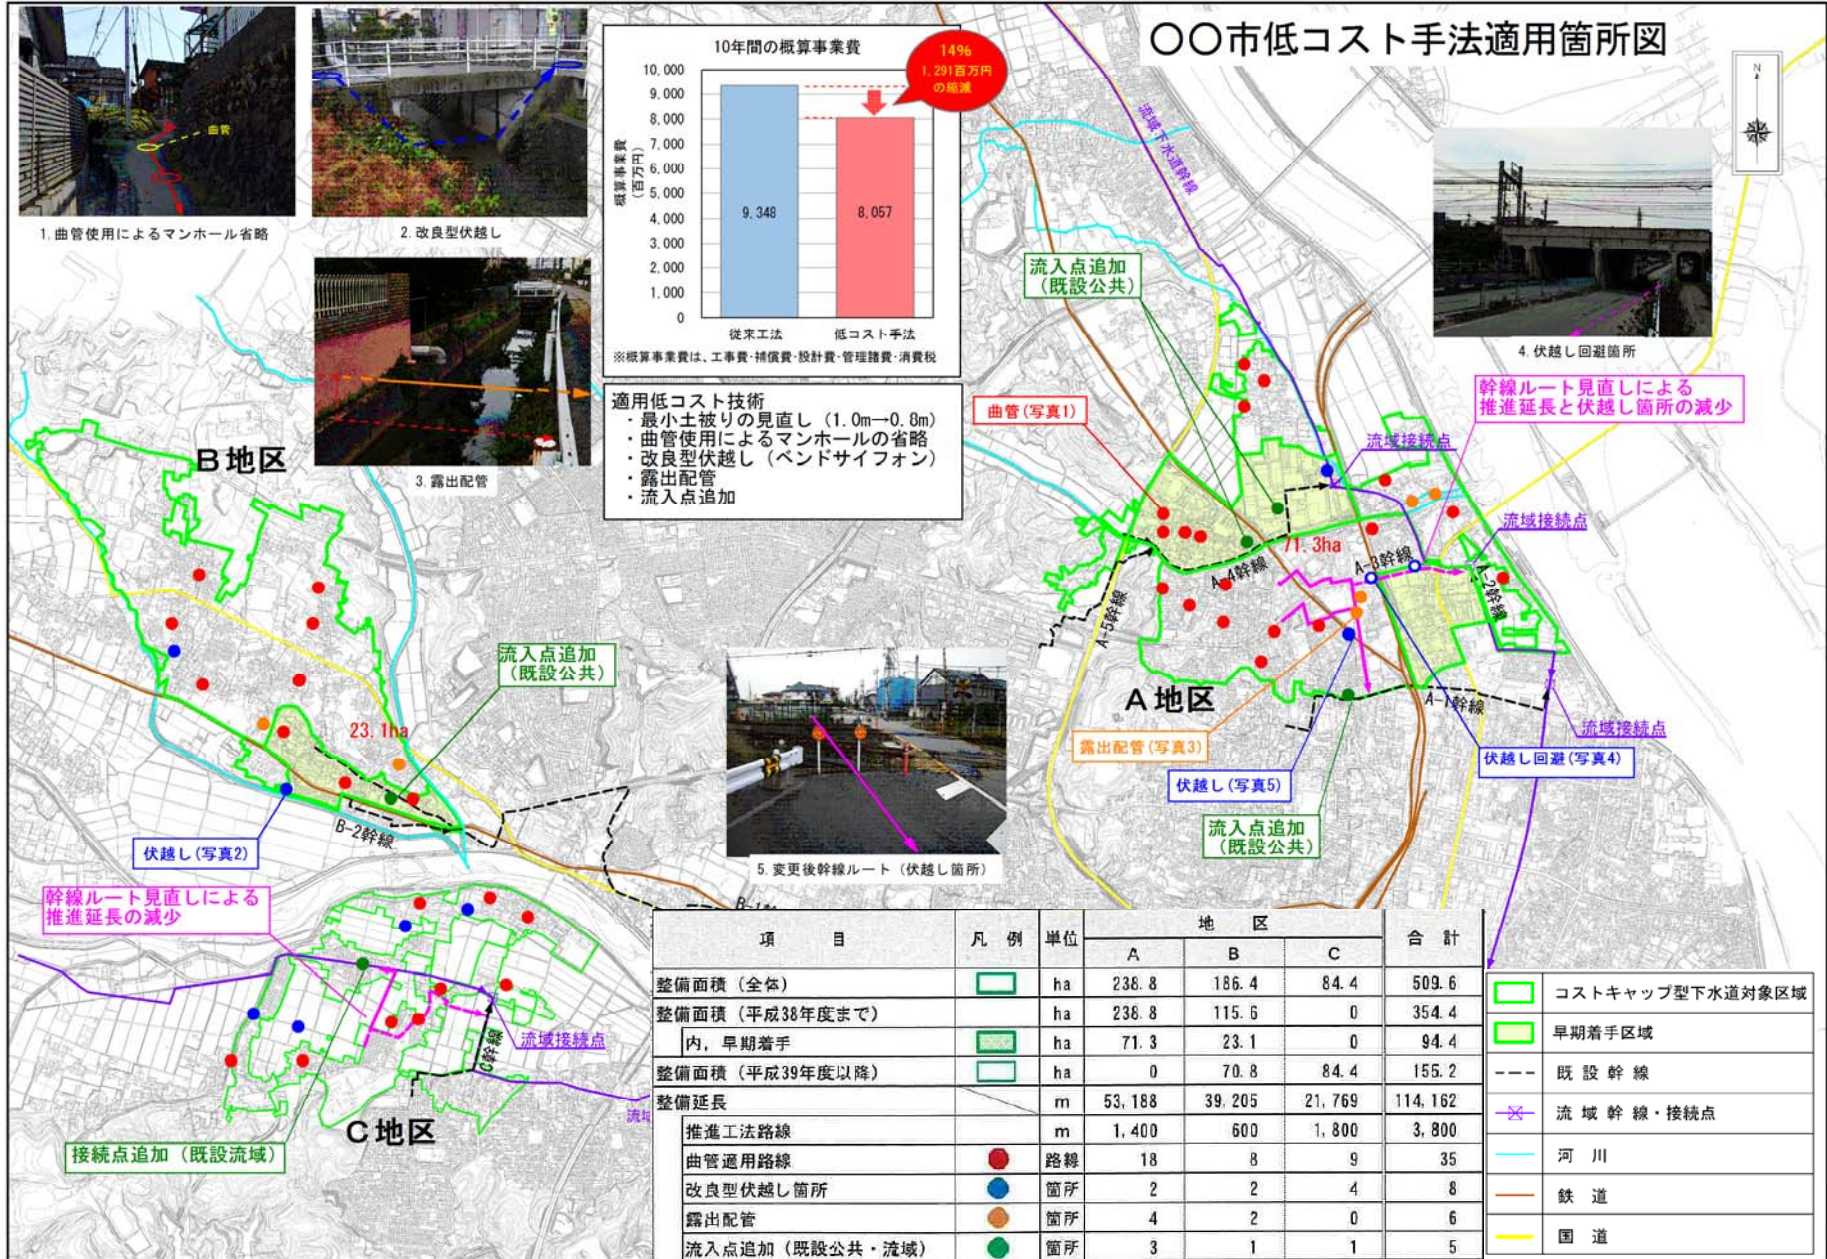 〇〇市低コスト手法適用箇所図
曲管
1. 曲管使用によるマンホール省略
2. 改良型伏越し
3. 露出配管
10年間の概算事業費
14%
1,291百万円
の縮減
概算事業費
(百万円)
10,000
9,000
8,000
7,000
6,000
5,000
4,000
3,000
2,000
1,000
0
9,348
8,057
従来工法
低コスト手法
※概算事業費は、工事費・補償費・設計費・管理諸費・消費税
適用低コスト技術
・最小土被りの見直し (1.0m→0.8m)
・曲管使用によるマンホールの省略
・改良型伏越し (ベンドサイフォン)
・露出配管
・流入点追加
流域下水道幹線
N
4. 伏越し回避箇所
流入点追加
(既設公共)
曲管(写真1)
幹線ルート見直しによる
推進延長と伏越し箇所の減少
流域接続点
流域接続点
71.3ha
A-3幹線
A-4幹線
A-2幹線
A-5幹線
A地区
A-1幹線
流域接続点
露出配管(写真3)
伏越し回避(写真4)
伏越し(写真5)
流入点追加
(既設公共)
B地区
流入点追加
(既設公共)
23.1ha
B-2幹線
伏越し(写真2)
5. 変更後幹線ルート (伏越し箇所)
幹線ルート見直しによる
推進延長の減少
流域接続点
C幹線
C地区
接続点追加 (既設流域)
項 目 凡 例 単位 地 区 合 計
A B C
整備面積 (全体) ha 238.8 186.4 84.4 509.6
整備面積 (平成38年度まで) ha 238.8 115.6 0 354.4
内, 早期着手 ha 71.3 23.1 0 94.4
整備面積 (平成39年度以降) ha 0 70.8 84.4 155.2
整備延長 m 53,188 39,205 21,769 114,162
推進工法路線 m 1,400 600 1,800 3,800
曲管適用路線 路線 18 8 9 35
改良型伏越し箇所 箇所 2 2 4 8
露出配管 箇所 4 2 0 6
流入点追加 (既設公共・流域) 箇所 3 1 1 5
コストキャップ型下水道対象区域
早期着手区域
既設幹線
流域幹線・接続点
河川
鉄道
国道